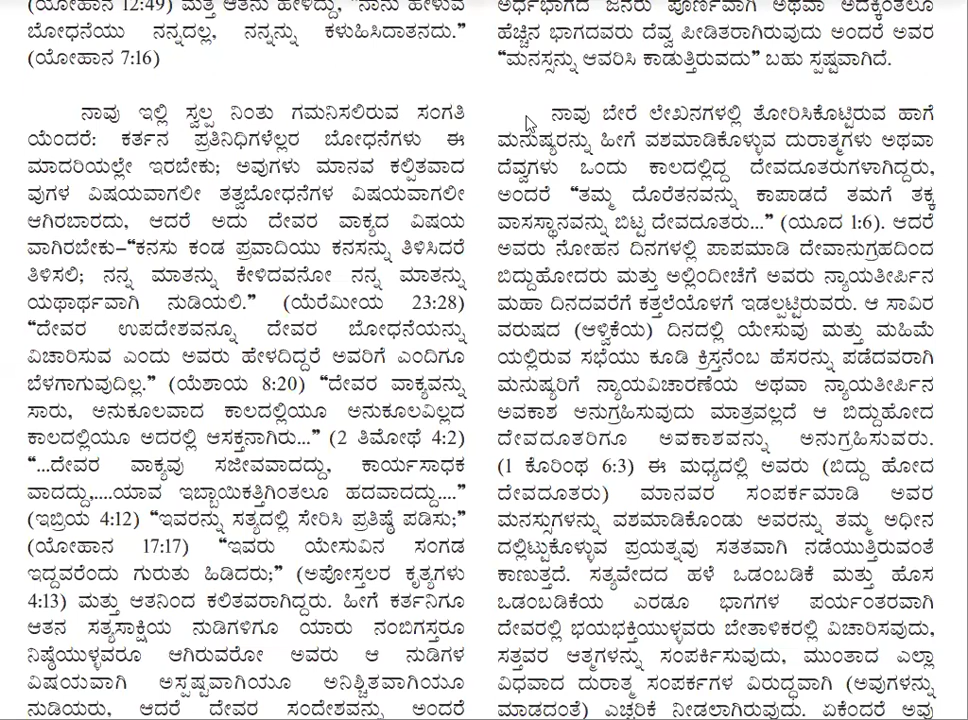 (ಯೋಹಾನ 12:49) ಮತ್ತೆ ಆತನು ಹೇಳಿದ್ದು, “ನಾನು ಹೇಳುವ
ಬೋಧನೆಯು ನನ್ನದಲ್ಲ, ನನ್ನನ್ನು ಕಳುಹಿಸಿದಾತನದು.”
(ಯೋಹಾನ 7:16)
ನಾವು ಇಲ್ಲಿ ಸ್ವಲ್ಪ ನಿಂತು ಗಮನಿಸಲಿರುವ ಸಂಗತಿ
ಯೆಂದರೆ: ಕರ್ತನ ಪ್ರತಿನಿಧಿಗಳೆಲ್ಲರ ಬೋಧನೆಗಳು ಈ
ಮಾದರಿಯಲ್ಲೇ ಇರಬೇಕು; ಅವುಗಳು ಮಾನವ ಕಲ್ಪಿತವಾದ
ವುಗಳ ವಿಷಯವಾಗಲೀ ತತ್ವಬೋಧನೆಗಳ ವಿಷಯವಾಗಲೀ
ಆಗಿರಬಾರದು, ಆದರೆ ಅದು ದೇವರ ವಾಕ್ಯದ ವಿಷಯ
ವಾಗಿರಬೇಕು–“ಕನಸು ಕಂಡ ಪ್ರವಾದಿಯು ಕನಸನ್ನು ತಿಳಿಸಿದರೆ
ತಿಳಿಸಲಿ; ನನ್ನ ಮಾತನ್ನು ಕೇಳಿದವನೋ ನನ್ನ ಮಾತನ್ನು
ಯಥಾರ್ಥವಾಗಿ ನುಡಿಯಲಿ.” (ಯೆರೆಮೀಯ 23:28)
“ದೇವರ ಉಪದೇಶವನ್ನೂ ದೇವರ ಬೋಧನೆಯನ್ನು
ವಿಚಾರಿಸುವ ಎಂದು ಅವರು ಹೇಳದಿದ್ದರೆ ಅವರಿಗೆ ಎಂದಿಗೂ
ಬೆಳಗಾಗುವುದಿಲ್ಲ.” (ಯೆಶಾಯ 8:20) “ದೇವರ ವಾಕ್ಯವನ್ನು
ಸಾರು, ಅನುಕೂಲವಾದ ಕಾಲದಲ್ಲಿಯೂ ಅನುಕೂಲವಿಲ್ಲದ
ಕಾಲದಲ್ಲಿಯೂ ಅದರಲ್ಲಿ ಆಸಕ್ತನಾಗಿರು...” (2 ತಿಮೋಥೆ 4:2)
“...ದೇವರ ವಾಕ್ಯವು ಸಜೀವವಾದದ್ದು, ಕಾರ್ಯಸಾಧಕ
ವಾದದ್ದು,....ಯಾವ ಇಬ್ಬಾಯಿಕತ್ತಿಗಿಂತಲೂ ಹದವಾದದ್ದು....”
(ಇಬ್ರಿಯ 4:12) “ಇವರನ್ನು ಸತ್ಯದಲ್ಲಿ ಸೇರಿಸಿ ಪ್ರತಿಷ್ಠೆ ಪಡಿಸು;”
(ಯೋಹಾನ 17:17) “ಇವರು ಯೇಸುವಿನ ಸಂಗಡ
ಇದ್ದವರೆಂದು ಗುರುತು ಹಿಡಿದರು;” (ಅಪೋಸ್ತಲರ ಕೃತ್ಯಗಳು
4:13) ಮತ್ತು ಆತನಿಂದ ಕಲಿತವರಾಗಿದ್ದರು. ಹೀಗೆ ಕರ್ತನಿಗೂ
ಆತನ ಸತ್ಯಸಾಕ್ಷಿಯ ನುಡಿಗಳಿಗೂ ಯಾರು ನಂಬಿಗಸ್ತರೂ
ನಿಷ್ಠೆಯುಳ್ಳವರೂ ಆಗಿರುವರೋ ಅವರು ಆ ನುಡಿಗಳ
ವಿಷಯವಾಗಿ ಅಸ್ಪಷ್ಟವಾಗಿಯೂ ಅನಿಶ್ಚಿತವಾಗಿಯೂ
ನುಡಿಯರು, ಆದರೆ ದೇವರ ಸಂದೇಶವನ್ನು ಅಂದರೆ
ಅರ್ಧಭಾಗದ ಜನರು ಪೂರ್ಣವಾಗಿ ಅಥವಾ ಅದಕ್ಕಿಂತಲೂ
ಹೆಚ್ಚಿನ ಭಾಗದವರು ದೆವ್ವ ಪೀಡಿತರಾಗಿರುವುದು ಅಂದರೆ ಅವರ
“ಮನಸ್ಸನ್ನು ಆವರಿಸಿ ಕಾಡುತ್ತಿರುವದು” ಬಹು ಸ್ಪಷ್ಟವಾಗಿದೆ.
ನಾವು ಬೇರೆ ಲೇಖನಗಳಲ್ಲಿ ತೋರಿಸಿಕೊಟ್ಟಿರುವ ಹಾಗೆ
ಮನುಷ್ಯರನ್ನು ಹೀಗೆ ವಶಮಾಡಿಕೊಳ್ಳುವ ದುರಾತ್ಮಗಳು ಅಥವಾ
ದೆವ್ವಗಳು ಒಂದು ಕಾಲದಲ್ಲಿದ್ದ ದೇವದೂತರುಗಳಾಗಿದ್ದರು,
ಅಂದರೆ “ತಮ್ಮ ದೊರೆತನವನ್ನು ಕಾಪಾಡದೆ ತಮಗೆ ತಕ್ಕ
ವಾಸಸ್ಥಾನವನ್ನು ಬಿಟ್ಟ ದೇವದೂತರು...” (ಯೂದ 1:6). ಆದರೆ
ಅವರು ನೋಹನ ದಿನಗಳಲ್ಲಿ ಪಾಪಮಾಡಿ ದೇವಾನುಗ್ರಹದಿಂದ
ಬಿದ್ದುಹೋದರು ಮತ್ತು ಅಲ್ಲಿಂದೀಚೆಗೆ ಅವರು ನ್ಯಾಯತೀರ್ಪಿನ
ಮಹಾ ದಿನದವರೆಗೆ ಕತ್ತಲೆಯೊಳಗೆ ಇಡಲ್ಪಟ್ಟಿರುವರು. ಆ ಸಾವಿರ
ವರುಷದ (ಆಳ್ವಿಕೆಯ) ದಿನದಲ್ಲಿ ಯೇಸುವು ಮತ್ತು ಮಹಿಮೆ
ಯಲ್ಲಿರುವ ಸಭೆಯು ಕೂಡಿ ಕ್ರಿಸ್ತನೆಂಬ ಹೆಸರನ್ನು ಪಡೆದವರಾಗಿ
ಮನುಷ್ಯರಿಗೆ ನ್ಯಾಯವಿಚಾರಣೆಯ ಅಥವಾ ನ್ಯಾಯತೀರ್ಪಿನ
ಅವಕಾಶ ಅನುಗ್ರಹಿಸುವುದು ಮಾತ್ರವಲ್ಲದೆ ಆ ಬಿದ್ದುಹೋದ
ದೇವದೂತರಿಗೂ ಅವಕಾಶವನ್ನು ಅನುಗ್ರಹಿಸುವರು.
(1 ಕೊರಿಂಥ 6:3) ಈ ಮಧ್ಯದಲ್ಲಿ ಅವರು (ಬಿದ್ದು ಹೋದ
ದೇವದೂತರು) ಮಾನವರ ಸಂಪರ್ಕಮಾಡಿ ಅವರ
ಮನಸ್ಸುಗಳನ್ನು ವಶಮಾಡಿಕೊಂಡು ಅವರನ್ನು ತಮ್ಮ ಅಧೀನ
ದಲ್ಲಿಟ್ಟುಕೊಳ್ಳುವ ಪ್ರಯತ್ನವು ಸತತವಾಗಿ ನಡೆಯುತ್ತಿರುವಂತೆ
ಕಾಣುತ್ತದೆ. ಸತ್ಯವೇದದ ಹಳೆ ಒಡಂಬಡಿಕೆ ಮತ್ತು ಹೊಸ
ಒಡಂಬಡಿಕೆಯ ಎರಡೂ ಭಾಗಗಳ ಪರ್ಯಂತರವಾಗಿ
ದೇವರಲ್ಲಿ ಭಯಭಕ್ತಿಯುಳ್ಳವರು ಬೇತಾಳಿಕರಲ್ಲಿ ವಿಚಾರಿಸವುದು,
ಸತ್ತವರ ಆತ್ಮಗಳನ್ನು ಸಂಪರ್ಕಿಸುವುದು, ಮುಂತಾದ ಎಲ್ಲಾ
ವಿಧವಾದ ದುರಾತ್ಮ ಸಂಪರ್ಕಗಳ ವಿರುದ್ಧವಾಗಿ (ಅವುಗಳನ್ನು
ಮಾಡದಂತೆ) ಎಚ್ಚರಿಕೆ ನೀಡಲಾಗಿರುವುದು. ಏಕೆಂದರೆ ಅವು